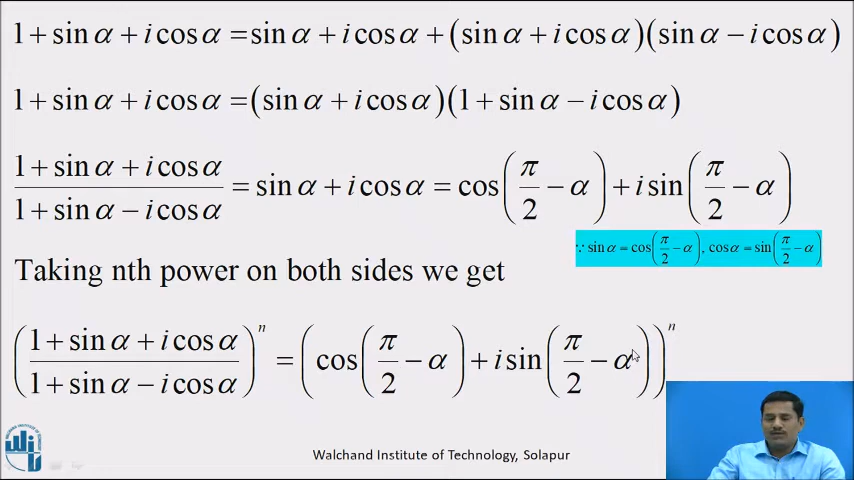 1 + sin α + i cos α = sin α + i cos α + (sin α + i cos α)(sin α − i cos α)
1 + sin α + i cos α = (sin α + i cos α)(1 + sin α − i cos α)
(1 + sin α + i cos α)/(1 + sin α − i cos α) = sin α + i cos α = cos(π/2 − α) + i sin(π/2 − α)
∵ sin α = cos(π/2 − α), cos α = sin(π/2 − α)
Taking nth power on both sides we get
((1 + sin α + i cos α)/(1 + sin α − i cos α))^n = (cos(π/2 − α) + i sin(π/2 − α))^n
Walchand Institute of Technology, Solapur